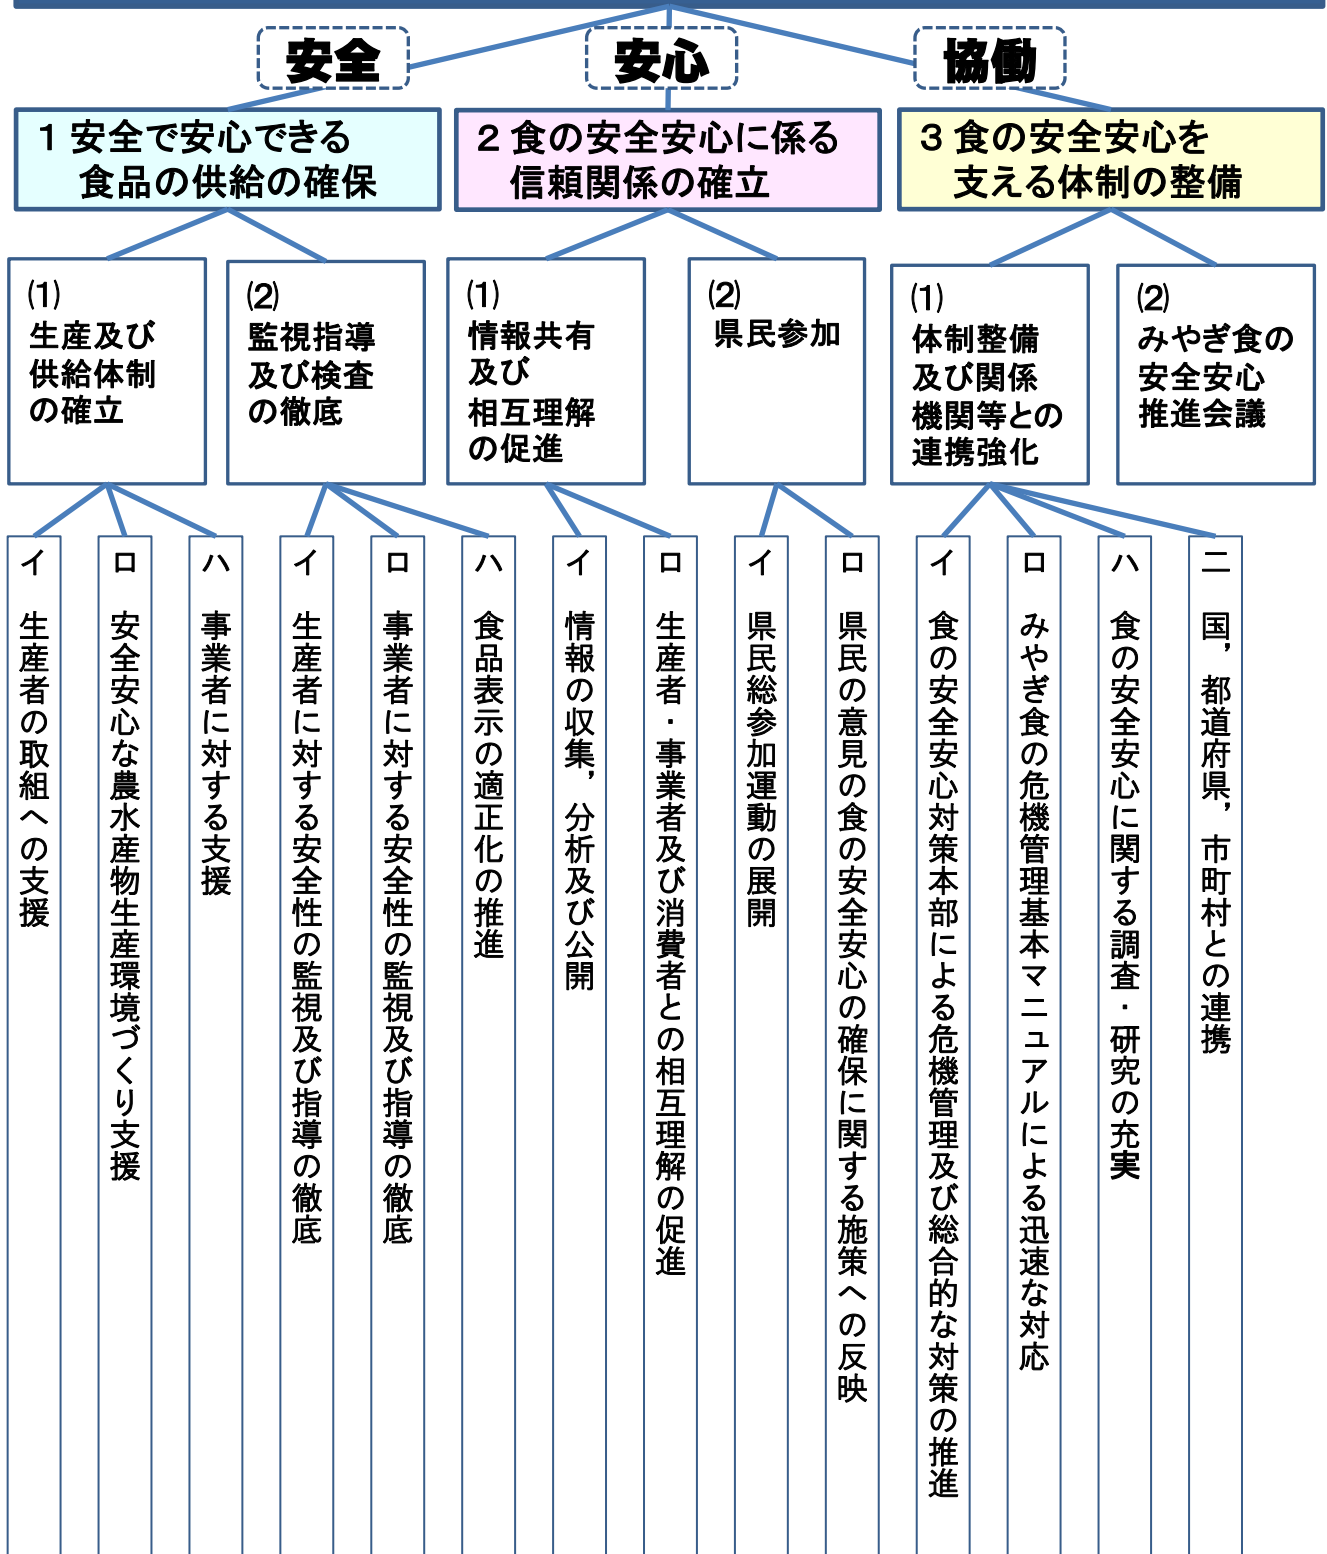 安全
安心
協働
1 安全で安心できる
食品の供給の確保
2 食の安全安心に係る
信頼関係の確立
3 食の安全安心を
支える体制の整備
(1)
生産及び
供給体制
の確立
(2)
監視指導
及び検査
の徹底
(1)
情報共有
及び
相互理解
の促進
(2)
県民参加
(1)
体制整備
及び関係
機関等との
連携強化
(2)
みやぎ食の
安全安心
推進会議
イ 生産者の取組への支援
ロ 安全安心な農水産物生産環境づくり支援
ハ 事業者に対する支援
イ 生産者に対する安全性の監視及び指導の徹底
ロ 事業者に対する安全性の監視及び指導の徹底
ハ 食品表示の適正化の推進
イ 情報の収集，分析及び公開
ロ 生産者・事業者及び消費者との相互理解の促進
イ 県民総参加運動の展開
ロ 県民の意見の食の安全安心の確保に関する施策への反映
イ 食の安全安心対策本部による危機管理及び総合的な対策の推進
ロ みやぎ食の危機管理基本マニュアルによる迅速な対応
ハ 食の安全安心に関する調査・研究の充実
ニ 国，都道府県，市町村との連携